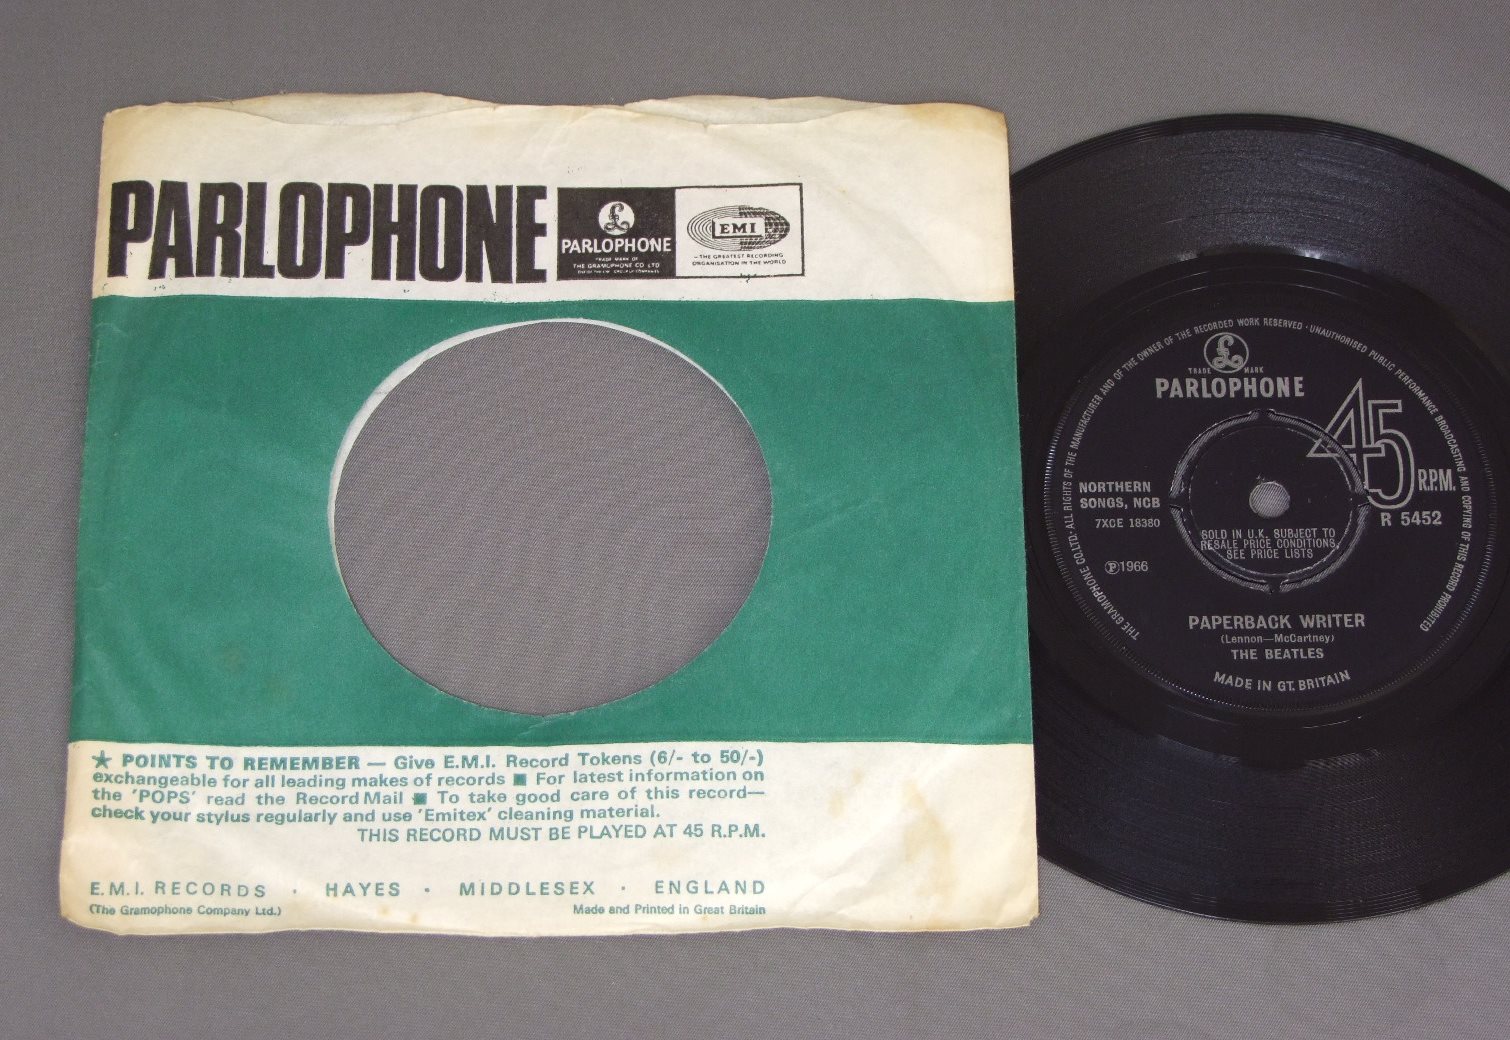 PARLOPHONE
PARLOPHONE
TRADE MARK OF
THE GRAMOPHONE CO LTD
EMI
—THE GREATEST RECORDING
ORGANISATION IN THE WORLD
★ POINTS TO REMEMBER — Give E.M.I. Record Tokens (6/- to 50/-)
exchangeable for all leading makes of records ■ For latest information on
the 'POPS' read the Record Mail ■ To take good care of this record—
check your stylus regularly and use 'Emitex' cleaning material.
THIS RECORD MUST BE PLAYED AT 45 R.P.M.
E.M.I. RECORDS · HAYES · MIDDLESEX · ENGLAND
(The Gramophone Company Ltd.)
Made and Printed in Great Britain
THE GRAMOPHONE CO. LTD.·ALL RIGHTS OF THE MANUFACTURER AND OF THE OWNER OF THE RECORDED WORK RESERVED·UNAUTHORISED PUBLIC PERFORMANCE BROADCASTING AND COPYING OF THIS RECORD PROHIBITED
£
TRADE MARK
PARLOPHONE
45
R.P.M.
NORTHERN
SONGS, NCB
7XCE 18380
R 5452
SOLD IN U.K. SUBJECT TO
RESALE PRICE CONDITIONS,
SEE PRICE LISTS
Ⓟ1966
PAPERBACK WRITER
(Lennon—McCartney)
THE BEATLES
MADE IN GT. BRITAIN